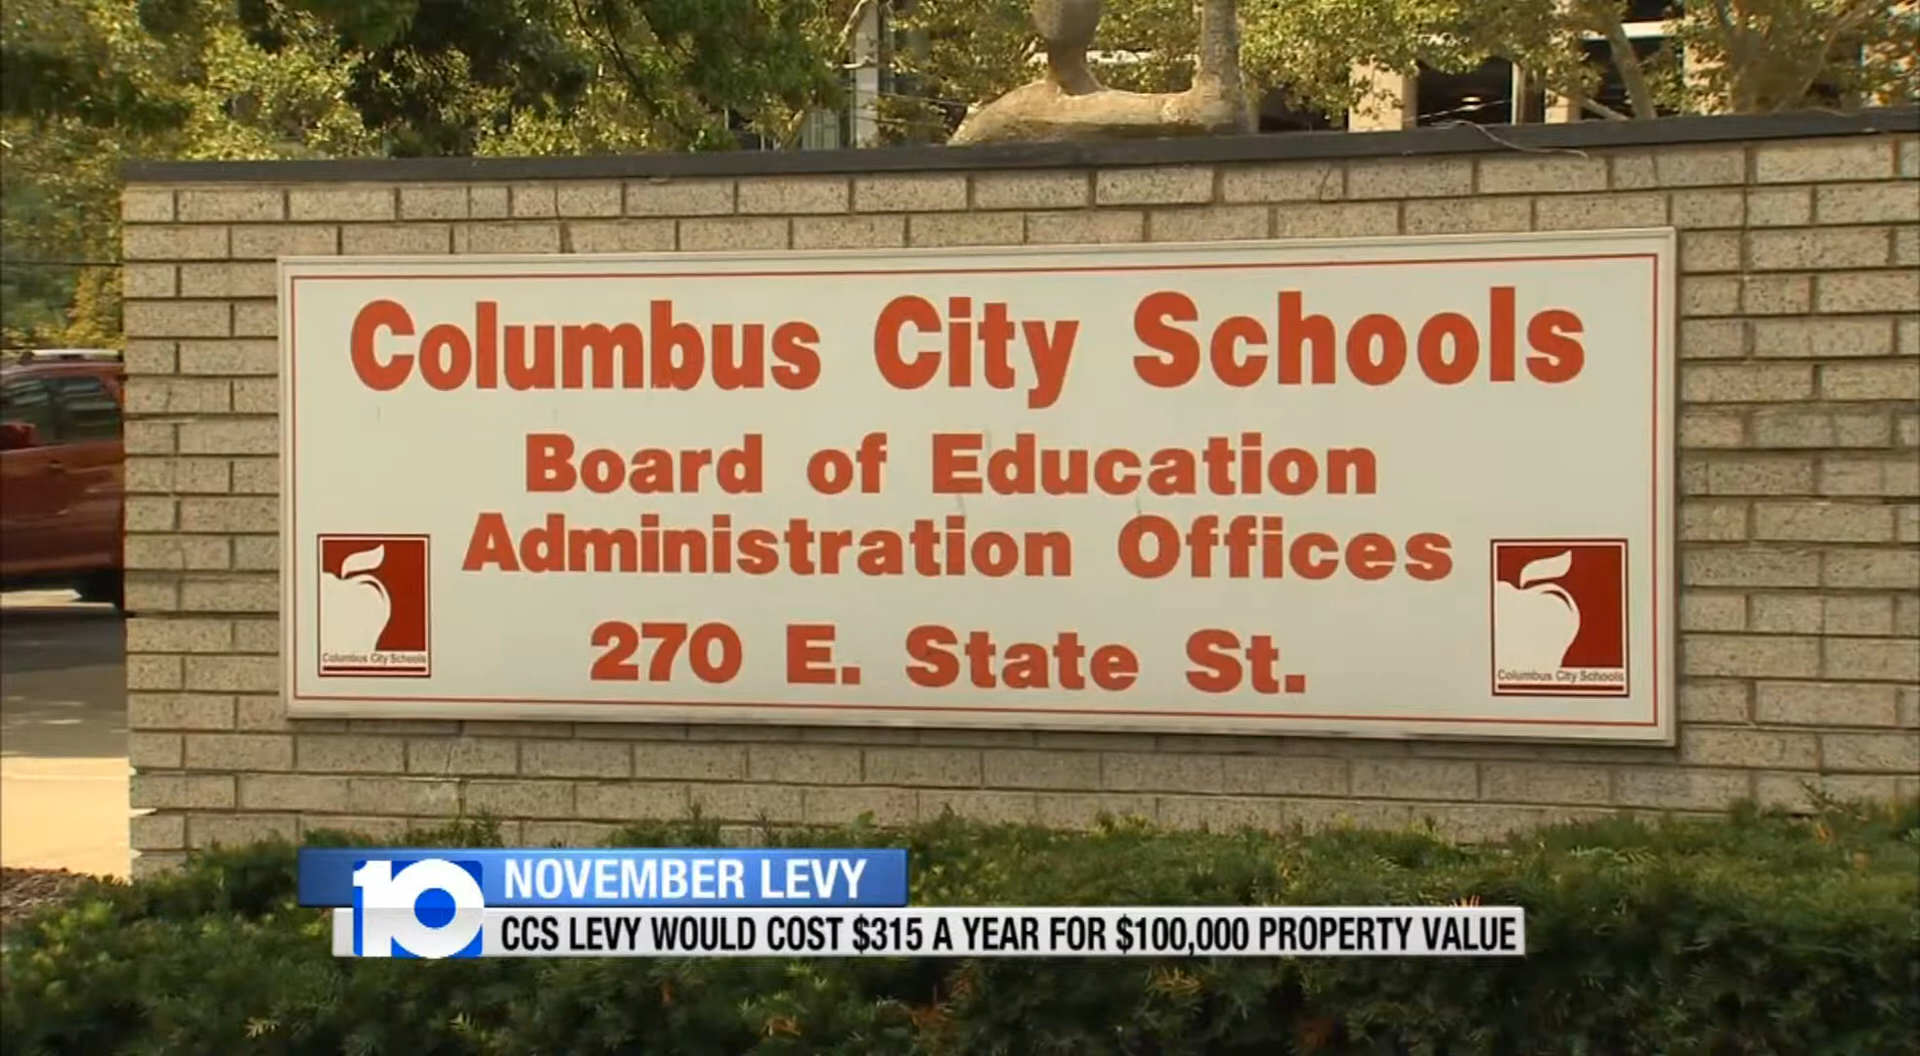 Columbus City Schools
Board of Education
Administration Offices
270 E. State St.
Columbus City Schools
Columbus City Schools
10
NOVEMBER LEVY
CCS LEVY WOULD COST $315 A YEAR FOR $100,000 PROPERTY VALUE